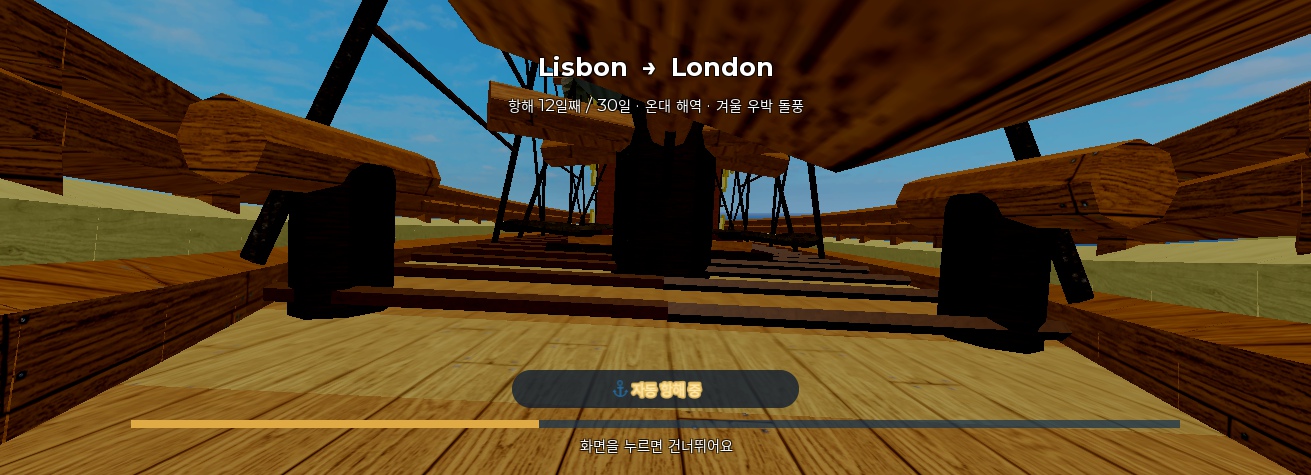 Lisbon → London
항해 12일째 / 30일 · 온대 해역 · 겨울 우박 돌풍
⚓ 자동 항해 중
화면을 누르면 건너뛰어요